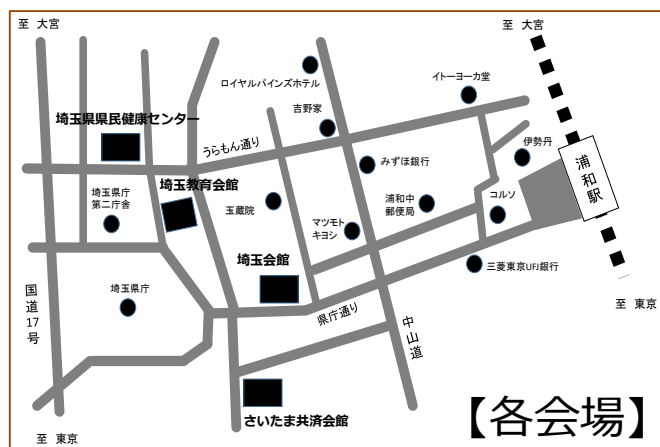 至 大宮
至 大宮
ロイヤルパインズホテル
イトーヨーカ堂
吉野家
埼玉県県民健康センター
うらもん通り
伊勢丹
みずほ銀行
浦和駅
埼玉教育会館
埼玉県庁
第二庁舎
玉蔵院
浦和中
郵便局
コルソ
マツモト
キヨシ
埼玉会館
三菱東京UFJ銀行
国道17号
埼玉県庁
県庁通り
中山道
至 東京
さいたま共済会館
【各会場】
至 東京